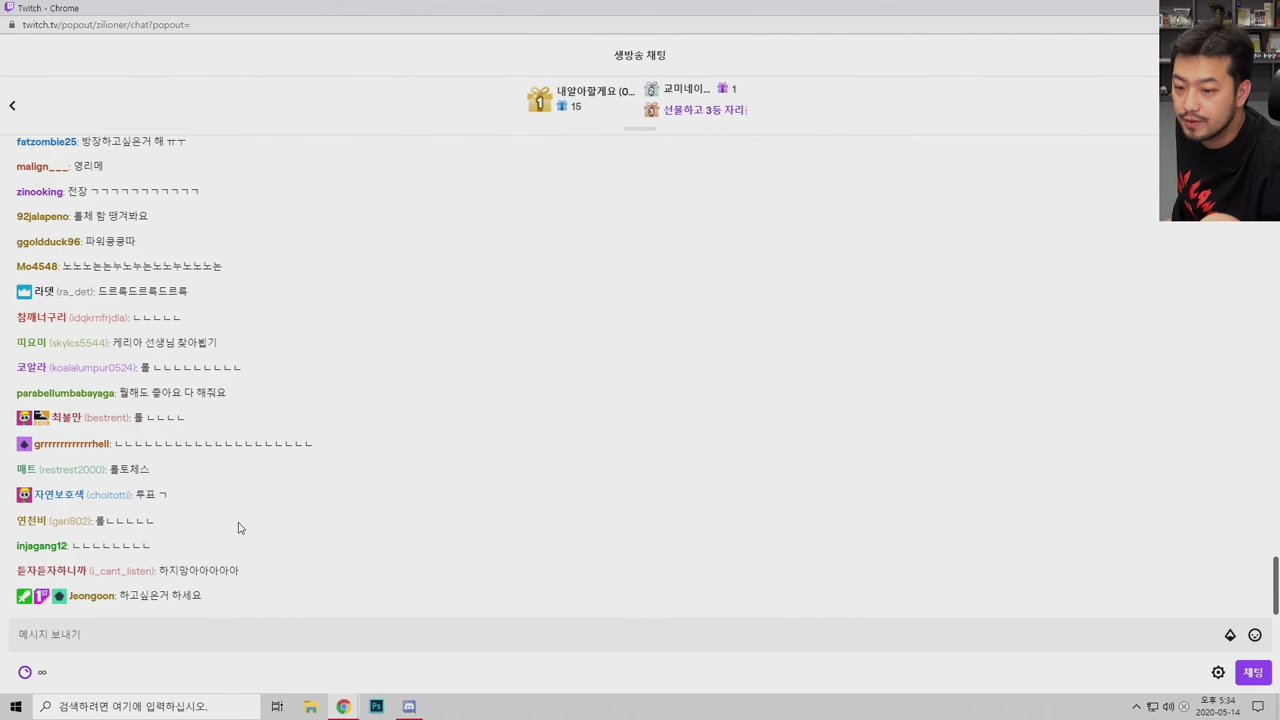 Twitch - Chrome
twitch.tv/popout/zilioner/chat?popout=
생방송 채팅
1 내알아할게요 (0... 15
2 교미네이... 1
3 선물하고 3등 자리
fatzombie25: 방장하고싶은거 해 ㅠㅜ
malign___: 영리메
zinooking: 전장 ㄱㄱㄱㄱㄱㄱㄱㄱㄱㄱㄱ
92jalapeno: 롤체 함 땡겨봐요
ggoldduck96: 파워쿵쿵따
Mo4548: 노노노논논누노누논노노누노노노논
라뎃 (ra_det): 드르륵드르륵드르륵
참깨너구리 (idqkrnfrjdla): ㄴㄴㄴㄴㄴ
띠요미 (skylcs5544): 케리아 선생님 찾아뵙기
코알라 (koalalumpur0524): 롤 ㄴㄴㄴㄴㄴㄴㄴㄴㄴ
parabellumbabayaga: 뭘해도 좋아요 다 해줘요
최불만 (bestrent): 롤 ㄴㄴㄴㄴ
grrrrrrrrrrrrrhell: ㄴㄴㄴㄴㄴㄴㄴㄴㄴㄴㄴㄴㄴㄴㄴㄴㄴㄴㄴㄴ
매트 (restrest2000): 롤토체스
자연보호색 (choitotti): 투표 ㄱ
연천비 (gari802): 롤ㄴㄴㄴㄴㄴ
injagang12: ㄴㄴㄴㄴㄴㄴㄴㄴ
듣자듣자하니까 (i_cant_listen): 하지망아아아아아
Jeongoon: 하고싶은거 하세요
메시지 보내기
∞
채팅
검색하려면 여기에 입력하십시오.
Ps
오후 5:34
2020-05-14